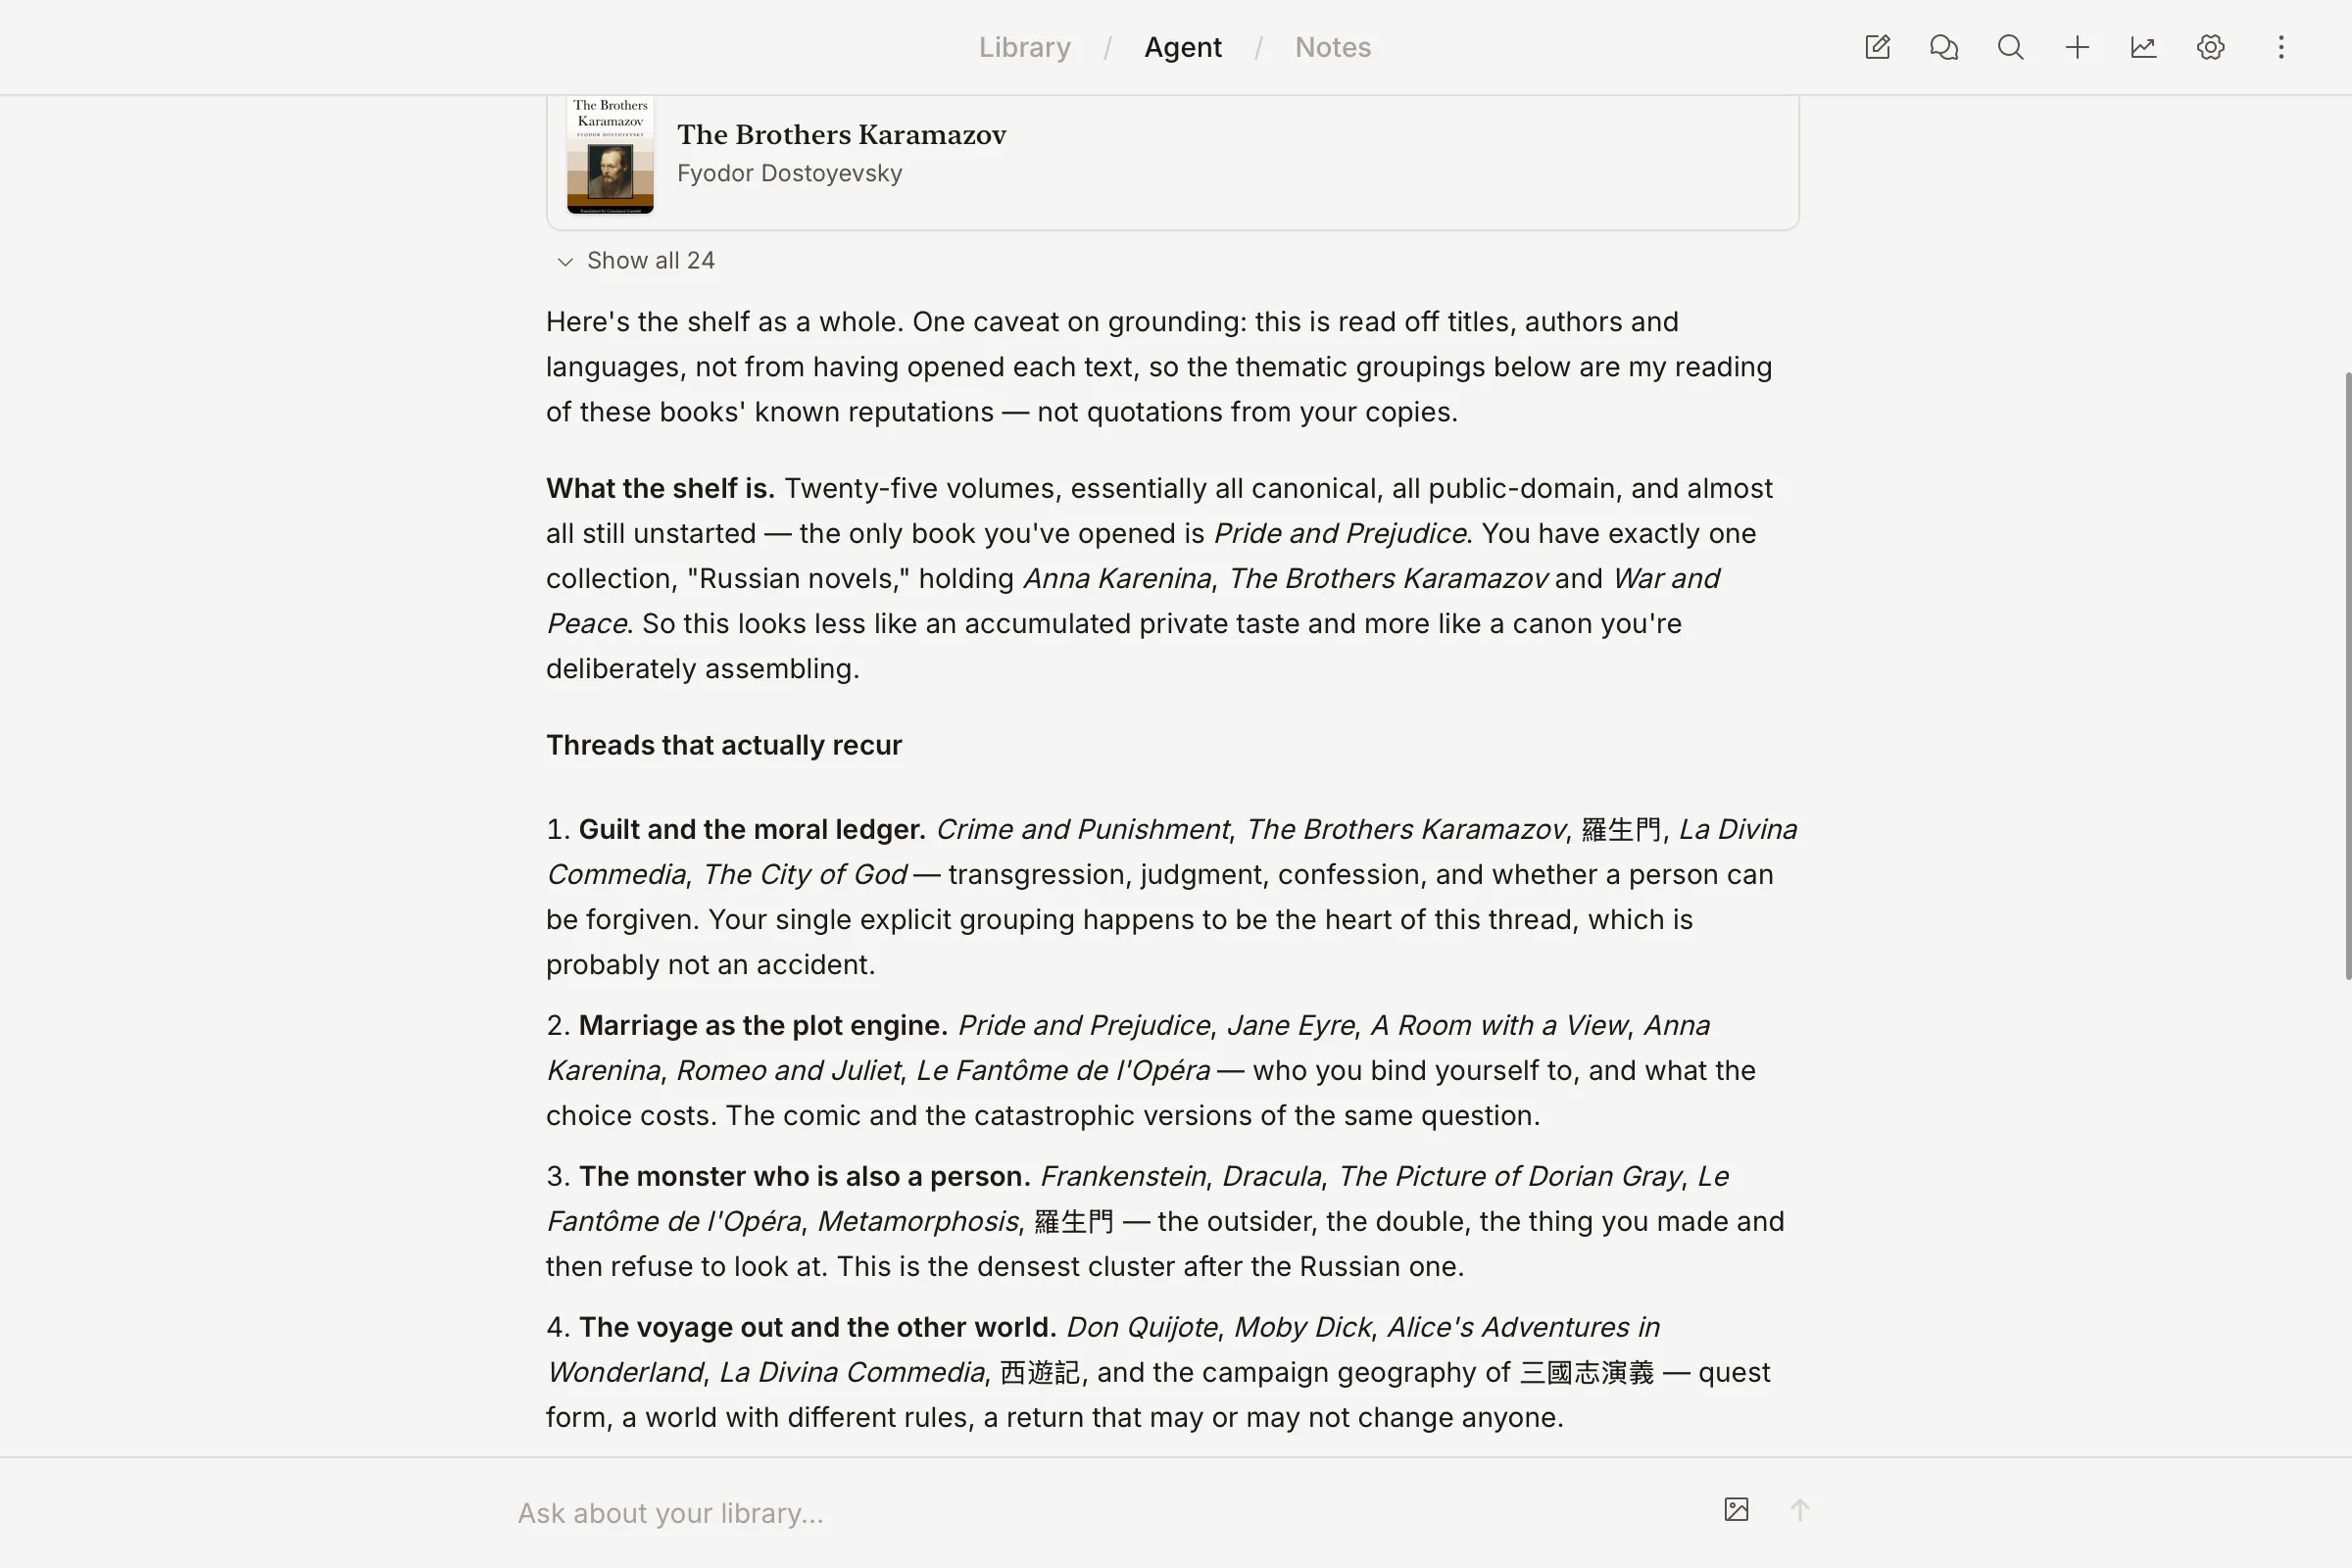 Library / Agent / Notes
The Brothers
Karamazov
FYODOR DOSTOYEVSKY
The Brothers Karamazov
Fyodor Dostoyevsky
Translation by Constance Garnett
Show all 24
Here's the shelf as a whole. One caveat on grounding: this is read off titles, authors and
languages, not from having opened each text, so the thematic groupings below are my reading
of these books' known reputations — not quotations from your copies.
What the shelf is. Twenty-five volumes, essentially all canonical, all public-domain, and almost
all still unstarted — the only book you've opened is Pride and Prejudice. You have exactly one
collection, "Russian novels," holding Anna Karenina, The Brothers Karamazov and War and
Peace. So this looks less like an accumulated private taste and more like a canon you're
deliberately assembling.
Threads that actually recur
1. Guilt and the moral ledger. Crime and Punishment, The Brothers Karamazov, 羅生門, La Divina
Commedia, The City of God — transgression, judgment, confession, and whether a person can
be forgiven. Your single explicit grouping happens to be the heart of this thread, which is
probably not an accident.
2. Marriage as the plot engine. Pride and Prejudice, Jane Eyre, A Room with a View, Anna
Karenina, Romeo and Juliet, Le Fantôme de l'Opéra — who you bind yourself to, and what the
choice costs. The comic and the catastrophic versions of the same question.
3. The monster who is also a person. Frankenstein, Dracula, The Picture of Dorian Gray, Le
Fantôme de l'Opéra, Metamorphosis, 羅生門 — the outsider, the double, the thing you made and
then refuse to look at. This is the densest cluster after the Russian one.
4. The voyage out and the other world. Don Quijote, Moby Dick, Alice's Adventures in
Wonderland, La Divina Commedia, 西遊記, and the campaign geography of 三國志演義 — quest
form, a world with different rules, a return that may or may not change anyone.
Ask about your library...